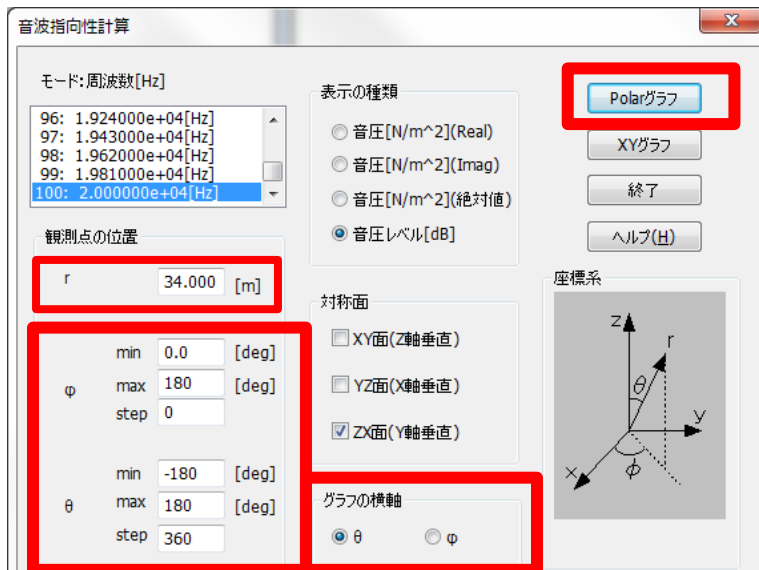 音波指向性計算
モード:周波数[Hz]
96: 1.924000e+04[Hz]
97: 1.943000e+04[Hz]
98: 1.962000e+04[Hz]
99: 1.981000e+04[Hz]
100: 2.000000e+04[Hz]
観測点の位置
r 34.000 [m]
φ
min 0.0 [deg]
max 180 [deg]
step 0
θ
min -180 [deg]
max 180 [deg]
step 360
表示の種類
音圧[N/m^2](Real)
音圧[N/m^2](Imag)
音圧[N/m^2](絶対値)
音圧レベル[dB]
対称面
XY面(Z軸垂直)
YZ面(X軸垂直)
ZX面(Y軸垂直)
グラフの横軸
θ φ
Polarグラフ
XYグラフ
終了
ヘルプ(H)
座標系
z
r
θ
y
x
φ